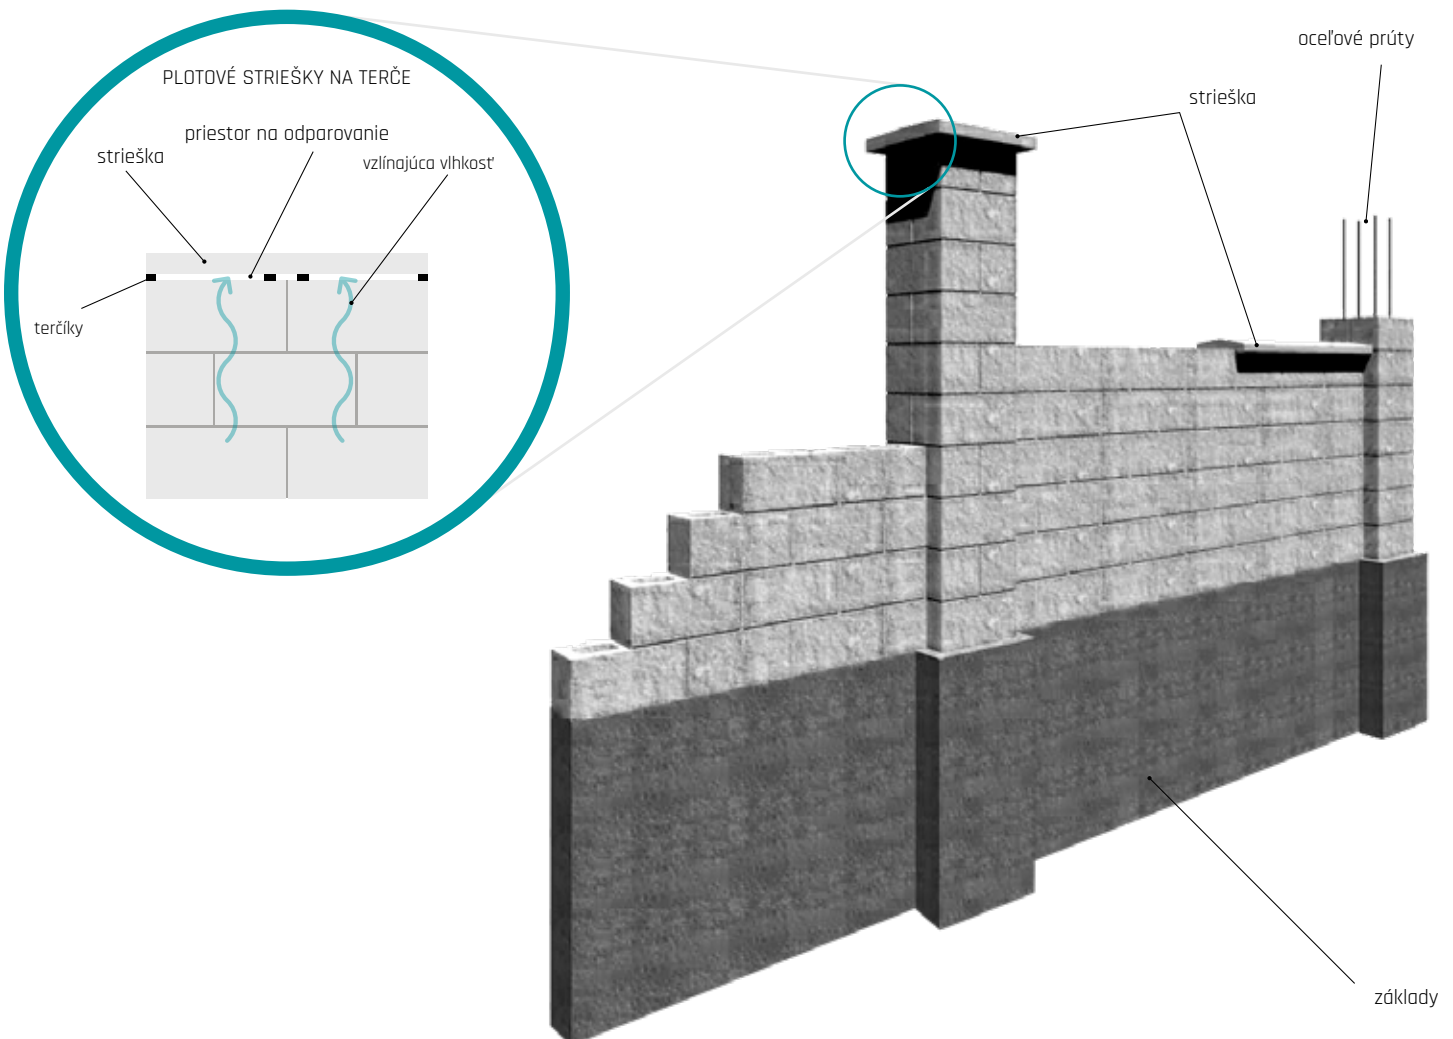 PLOTOVÉ STRIEŠKY NA TERČE
priestor na odparovanie
strieška
vzlínajúca vlhkosť
terčíky
oceľové prúty
strieška
základy